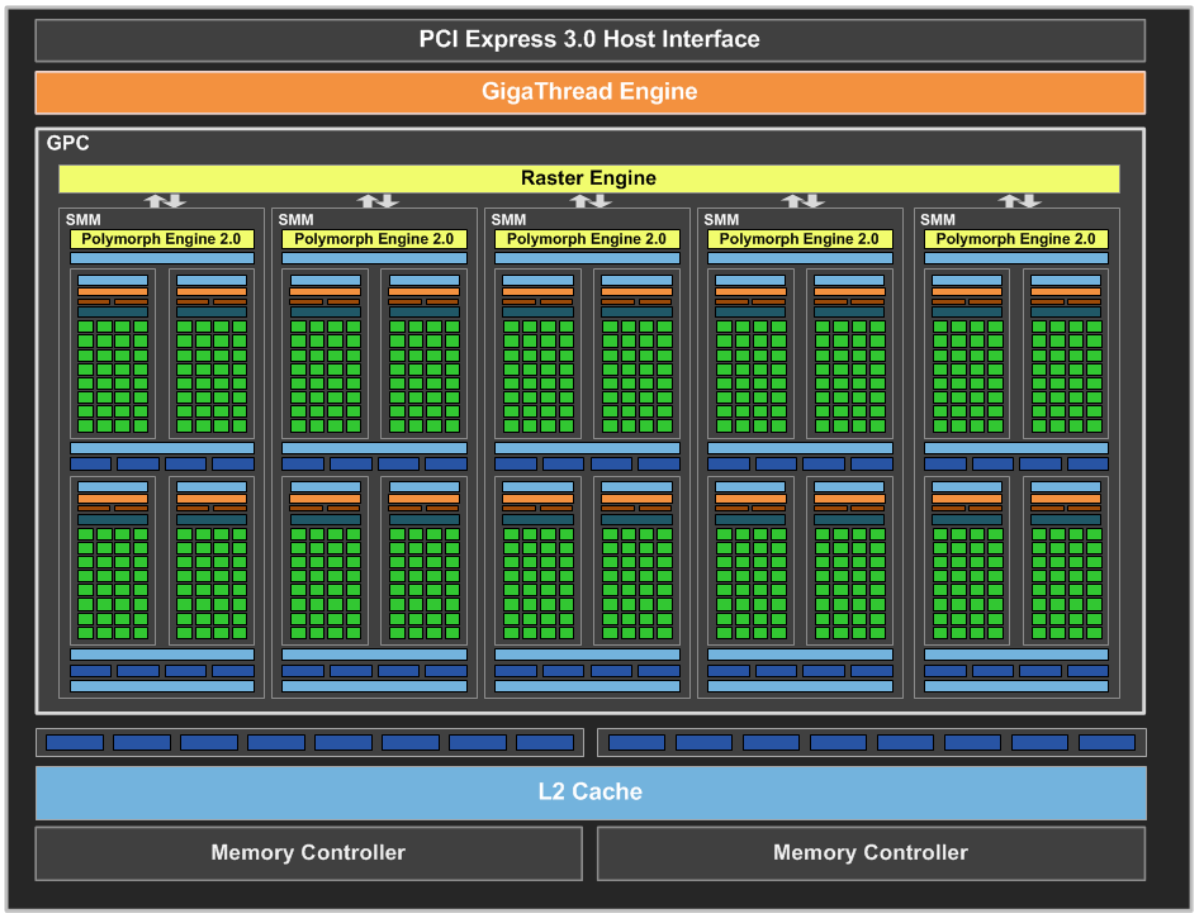 PCI Express 3.0 Host Interface
GigaThread Engine
GPC
Raster Engine
SMM SMM SMM SMM SMM
Polymorph Engine 2.0 Polymorph Engine 2.0 Polymorph Engine 2.0 Polymorph Engine 2.0 Polymorph Engine 2.0
L2 Cache
Memory Controller Memory Controller